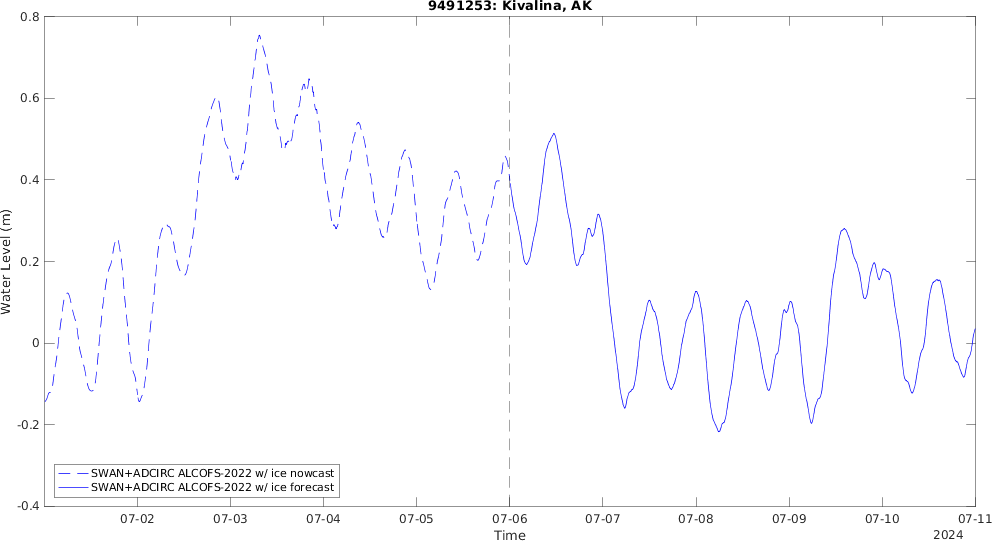 9491253: Kivalina, AK
0.8
0.6
0.4
0.2
0
-0.2
-0.4
Water Level (m)
SWAN+ADCIRC ALCOFS-2022 w/ ice nowcast
SWAN+ADCIRC ALCOFS-2022 w/ ice forecast
07-02 07-03 07-04 07-05 07-06 07-07 07-08 07-09 07-10 07-11
Time
2024